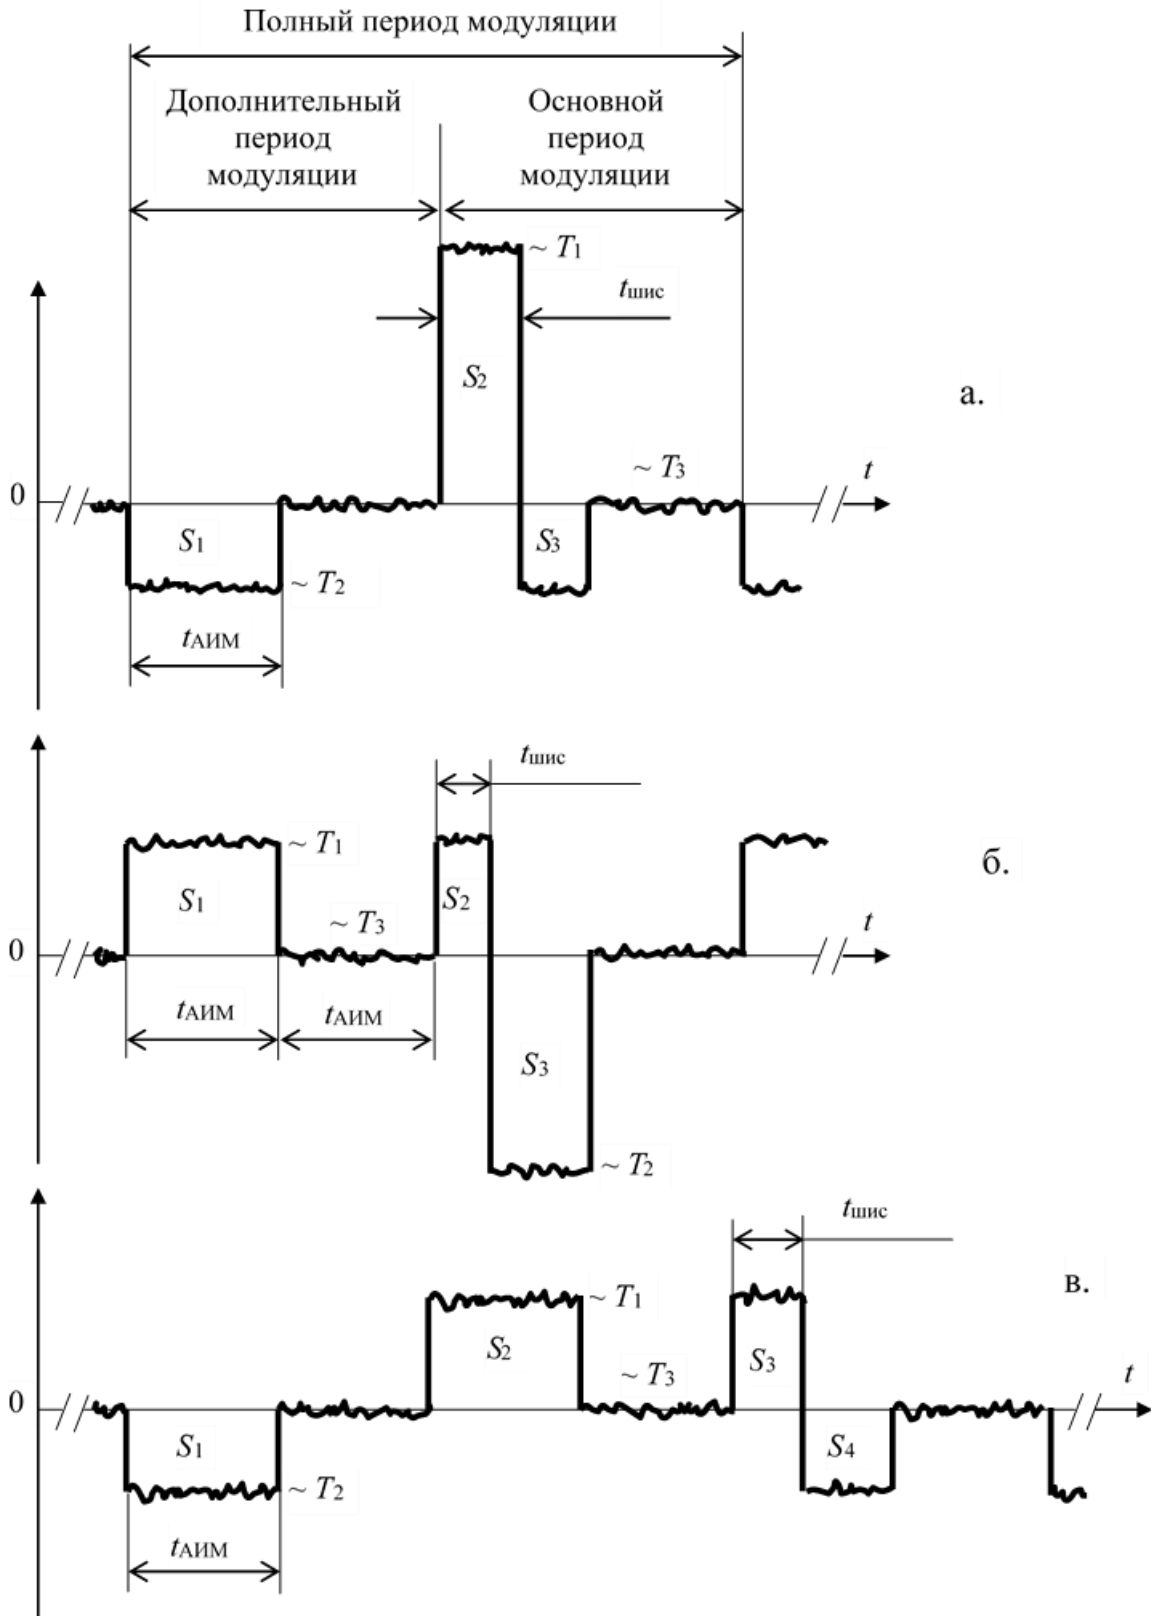 Полный период модуляции
Дополнительный
период
модуляции
Основной
период
модуляции
~ T1
tшис
S2
а.
~ T3
t
0
S1
S3
~ T2
tАИМ
tшис
~ T1
б.
S1
S2
~ T3
t
0
tАИМ
tАИМ
S3
~ T2
tшис
в.
~ T1
S2
S3
~ T3
t
0
S1
S4
~ T2
tАИМ